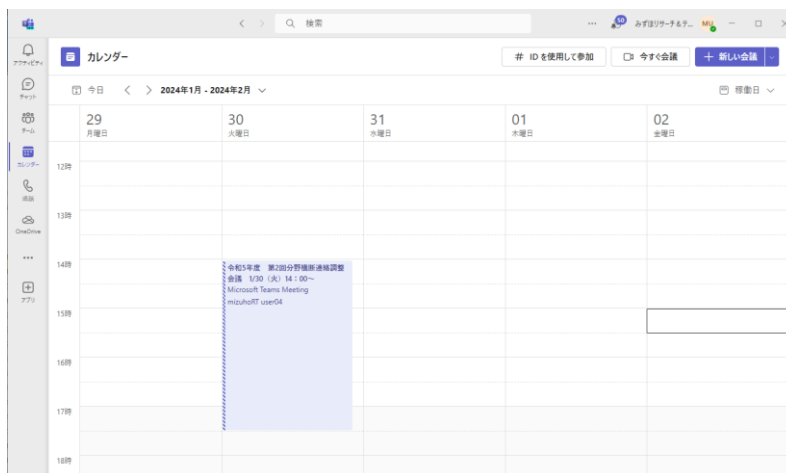 検索
50
みずほリサーチ&テ...
MU
アクティビティ
チャット
チーム
カレンダー
通話
OneDrive
アプリ
カレンダー
# IDを使用して参加
今すぐ会議
+ 新しい会議
今日
2024年1月 - 2024年2月
稼働日
29
月曜日
30
火曜日
31
水曜日
01
木曜日
02
金曜日
12時
13時
14時
15時
16時
17時
18時
令和5年度 第2回分野横断連絡調整
会議 1/30(火)14:00~
Microsoft Teams Meeting
mizuhoRT user04